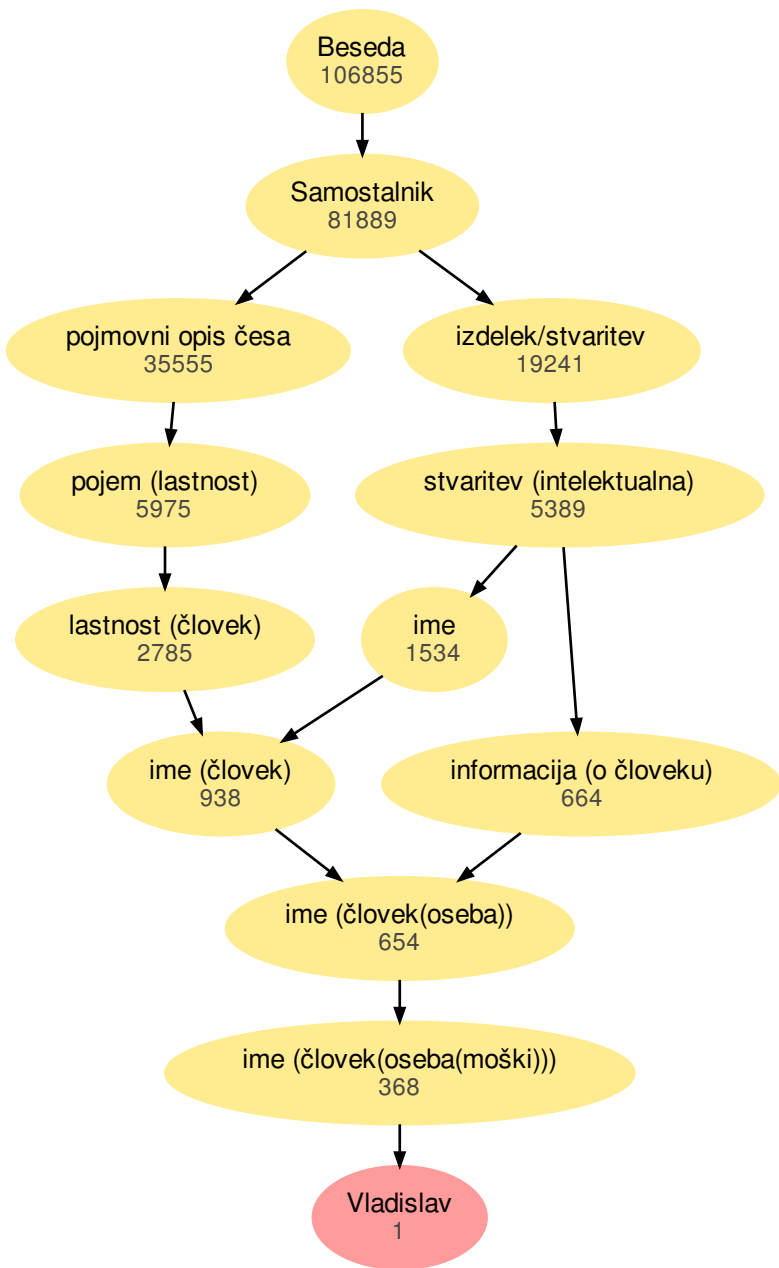 Beseda
106855
Samostalnik
81889
pojmovni opis česa
35555
izdelek/stvaritev
19241
pojem (lastnost)
5975
stvaritev (intelektualna)
5389
lastnost (človek)
2785
ime
1534
ime (človek)
938
informacija (o človeku)
664
ime (človek(oseba))
654
ime (človek(oseba(moški)))
368
Vladislav
1